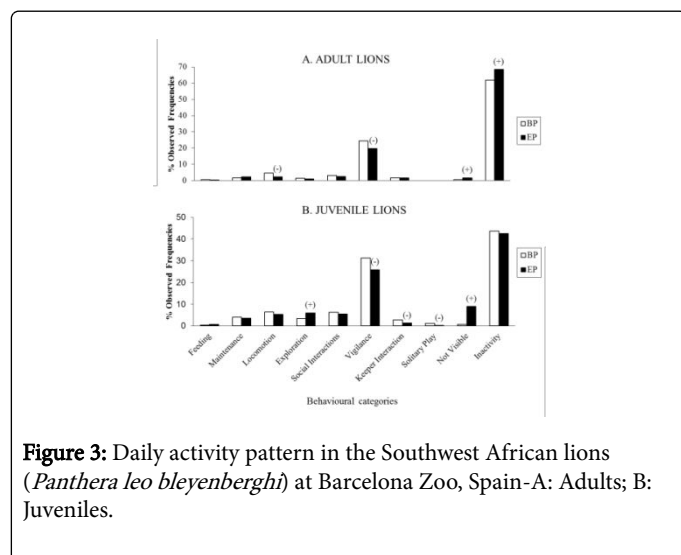 A. ADULT LIONS
70
60
50
40
30
20
10
0
% Observed Frequencies
(-)
(-)
(+)
(+)
BP
EP
B. JUVENILE LIONS
50
40
30
20
10
0
% Observed Frequencies
(+)
(-)
(-)
(-)
(+)
BP
EP
Feeding
Maintenance
Locomotion
Exploration
Social Interactions
Vigilance
Keeper Interaction
Solitary Play
Not Visible
Inactivity
Behavioural categories
Figure 3: Daily activity pattern in the Southwest African lions
(Panthera leo bleyenberghi) at Barcelona Zoo, Spain-A: Adults; B:
Juveniles.